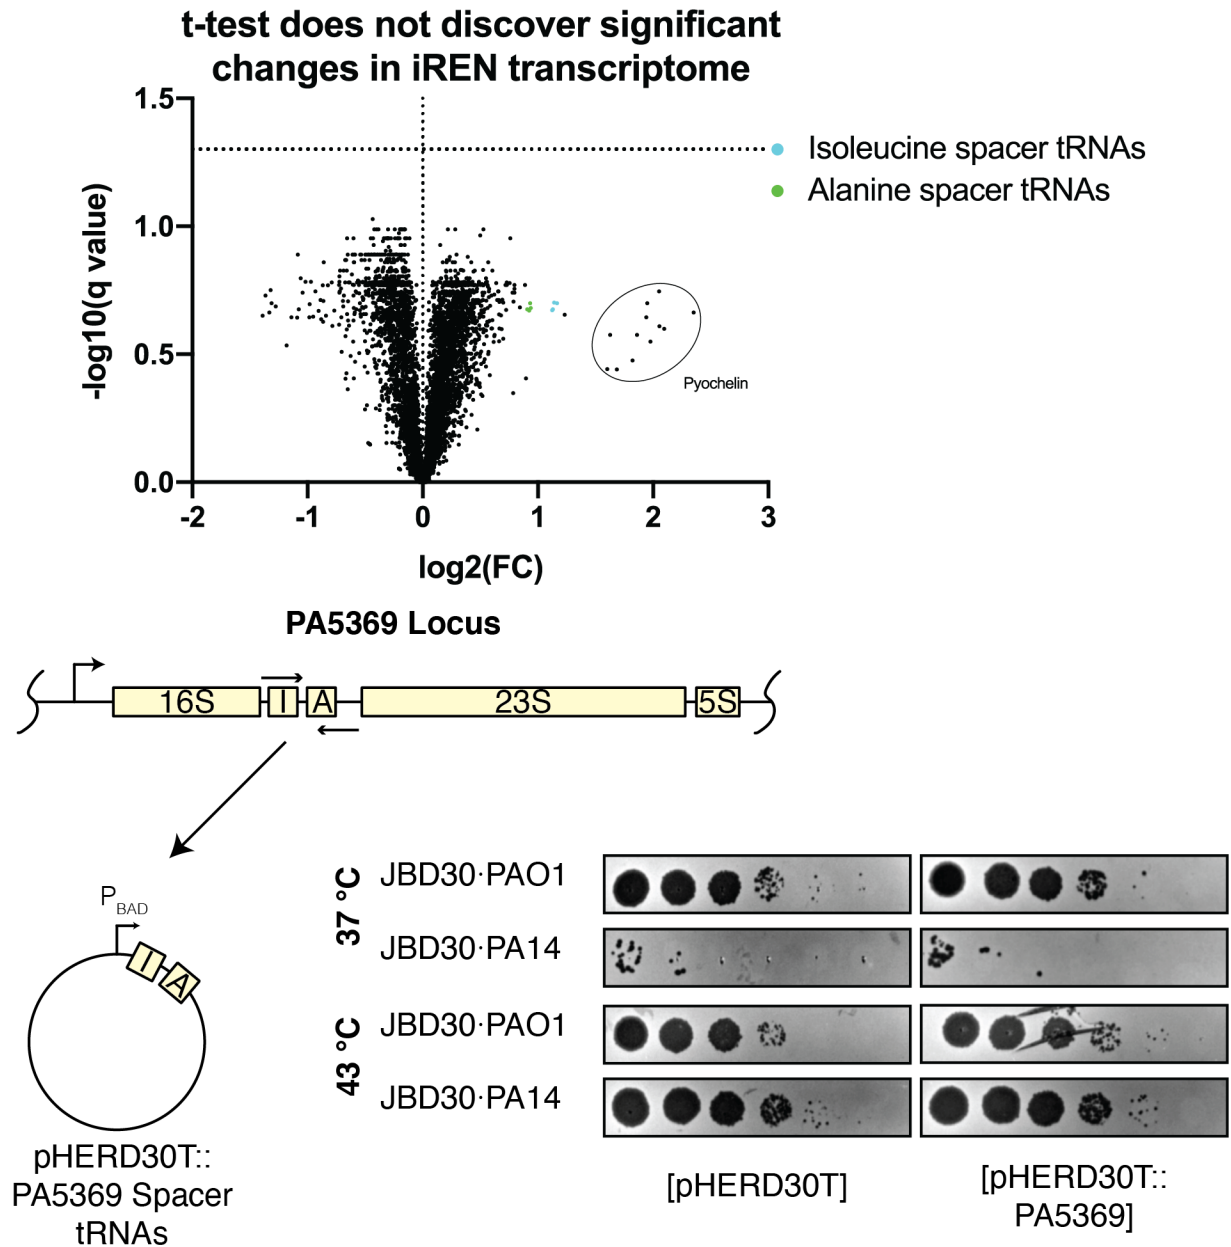 t-test does not discover significant
changes in iREN transcriptome
1.5
1.0
0.5
0.0
-log10(q value)
-2 -1 0 1 2 3
log2(FC)
Isoleucine spacer tRNAs
Alanine spacer tRNAs
Pyochelin
PA5369 Locus
16S I A 23S 5S
PBAD
I A
pHERD30T::
PA5369 Spacer
tRNAs
37 °C
JBD30·PAO1
JBD30·PA14
43 °C
JBD30·PAO1
JBD30·PA14
[pHERD30T]
[pHERD30T::
PA5369]